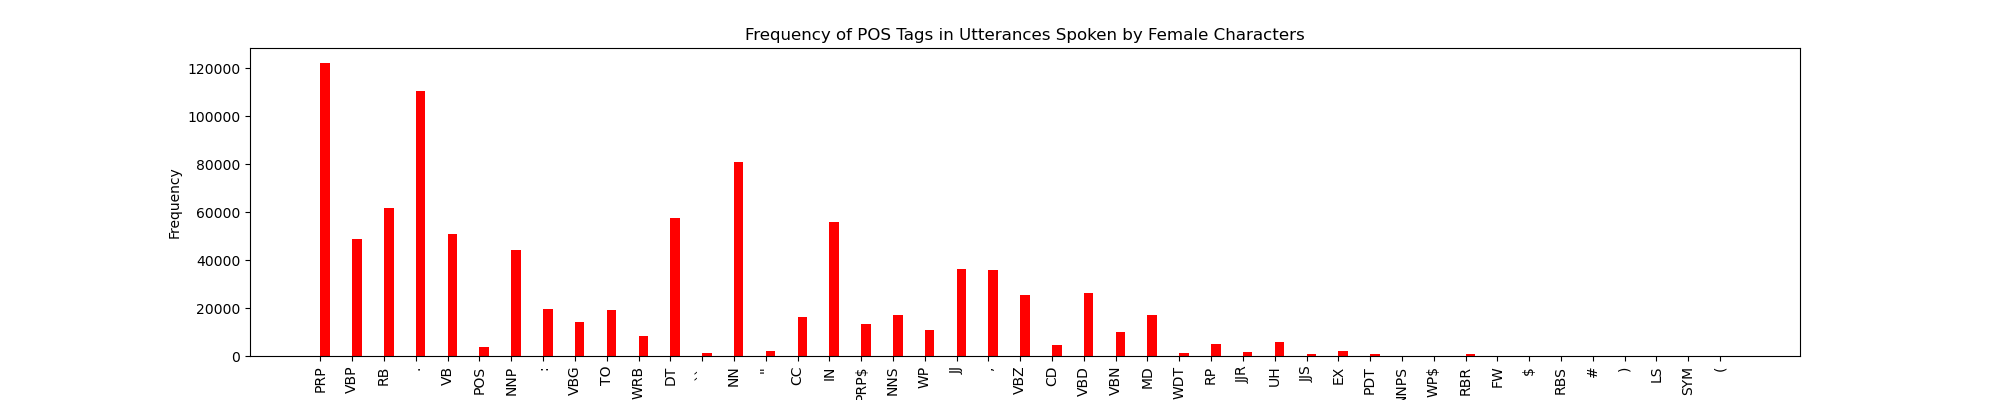 Frequency of POS Tags in Utterances Spoken by Female Characters
Frequency
120000
100000
80000
60000
40000
20000
0
PRP
VBP
RB
.
VB
POS
NNP
:
VBG
TO
WRB
DT
``
NN
"
CC
IN
PRP$
NNS
WP
JJ
,
VBZ
CD
VBD
VBN
MD
WDT
RP
JJR
UH
JJS
EX
PDT
NNPS
WP$
RBR
FW
$
RBS
#
)
LS
SYM
(